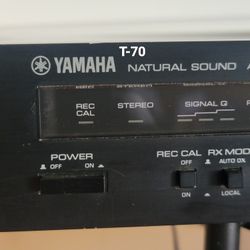 T-70
YAMAHA NATURAL SOUND
REC CAL STEREO SIGNAL Q
POWER REC CAL RX MOD
OFF ON OFF AUTO DX.
ON LOCAL